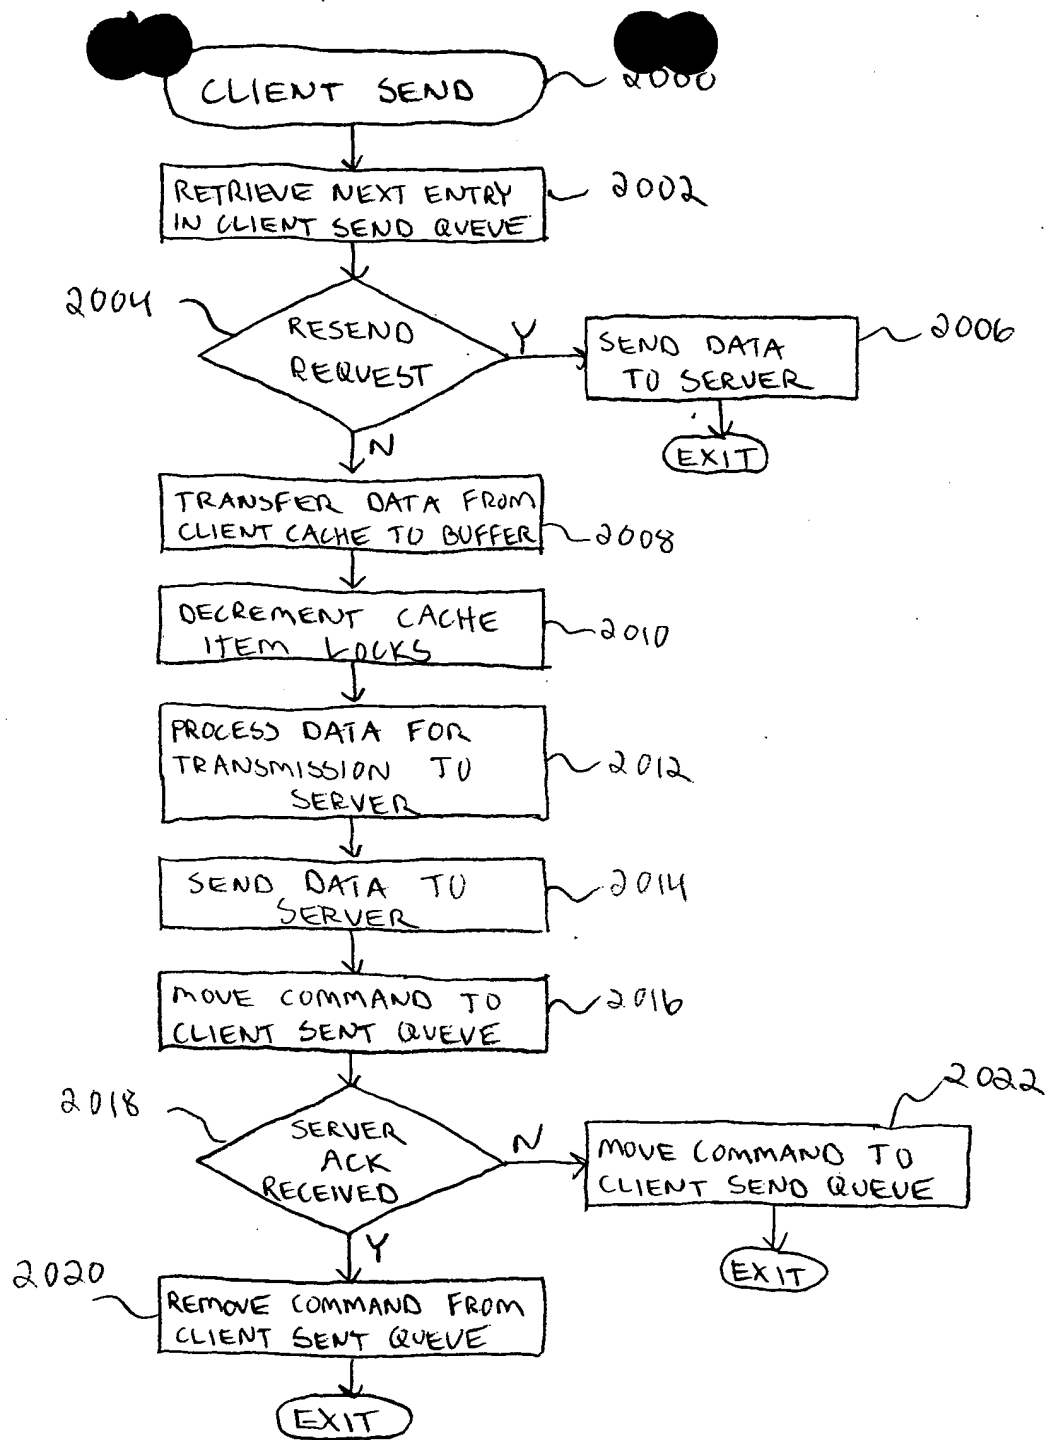 CLIENT SEND
2000
RETRIEVE NEXT ENTRY
IN CLIENT SEND QUEUE
2002
2004
RESEND
REQUEST
Y
SEND DATA
TO SERVER
2006
EXIT
N
TRANSFER DATA FROM
CLIENT CACHE TO BUFFER
2008
DECREMENT CACHE
ITEM LOCKS
2010
PROCESS DATA FOR
TRANSMISSION TO
SERVER
2012
SEND DATA TO
SERVER
2014
MOVE COMMAND TO
CLIENT SENT QUEUE
2016
2018
SERVER
ACK
RECEIVED
N
MOVE COMMAND TO
CLIENT SEND QUEUE
2022
EXIT
Y
2020
REMOVE COMMAND FROM
CLIENT SENT QUEUE
EXIT